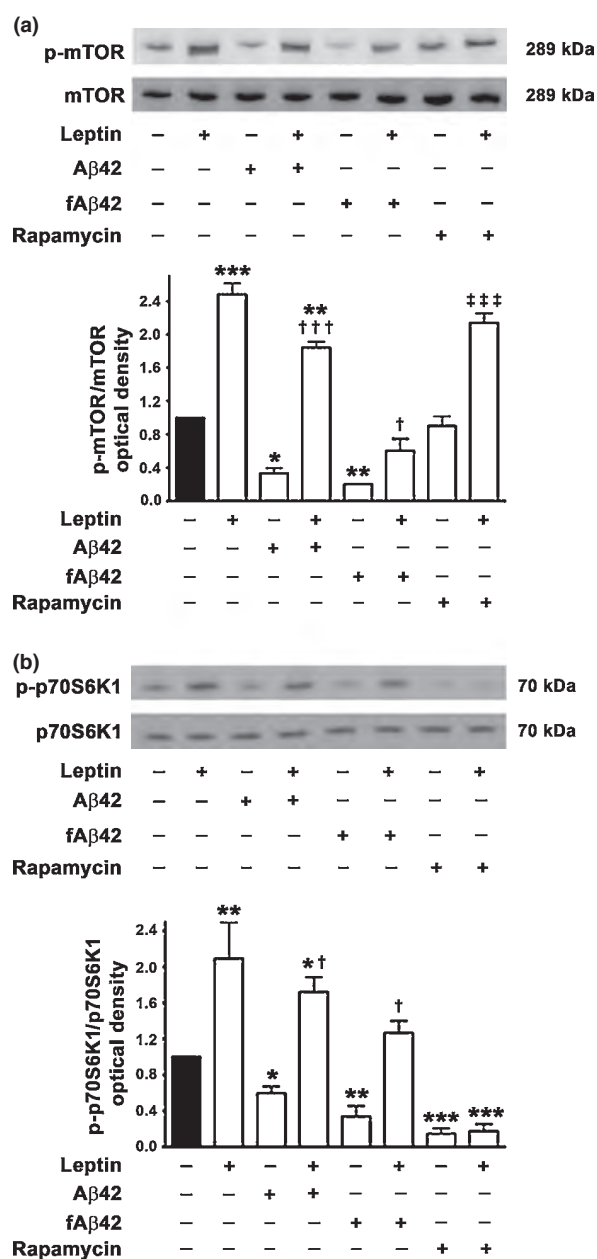 (a)
p-mTOR 289 kDa
mTOR 289 kDa
Leptin – + – + – + – +
Aβ42 – – + + – – – –
fAβ42 – – – – + + – –
Rapamycin – – – – – – + +
p-mTOR/mTOR
optical density
2.4
2.0
1.6
1.2
0.8
0.4
0.0
***
*
**
†††
**
†
‡‡‡
Leptin – + – + – + – +
Aβ42 – – + + – – – –
fAβ42 – – – – + + – –
Rapamycin – – – – – – + +
(b)
p-p70S6K1 70 kDa
p70S6K1 70 kDa
Leptin – + – + – + – +
Aβ42 – – + + – – – –
fAβ42 – – – – + + – –
Rapamycin – – – – – – + +
p-p70S6K1/p70S6K1
optical density
2.4
2.0
1.6
1.2
0.8
0.4
0.0
**
*
*†
**
†
***
***
Leptin – + – + – + – +
Aβ42 – – + + – – – –
fAβ42 – – – – + + – –
Rapamycin – – – – – – + +